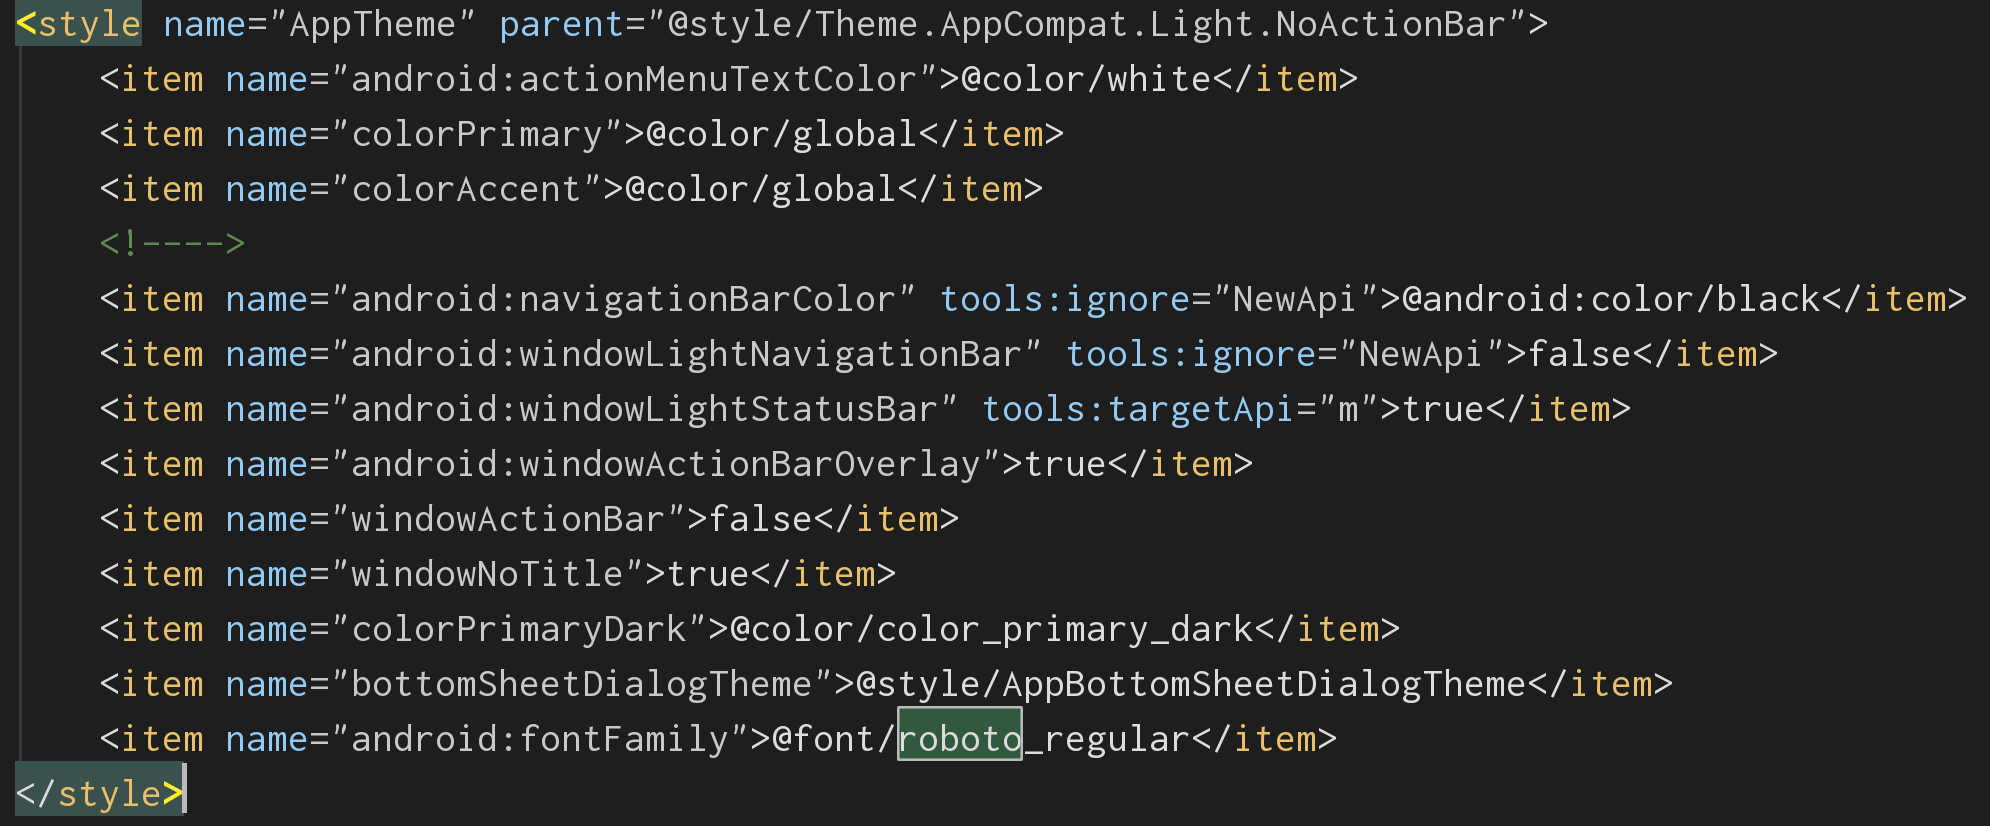 <style name="AppTheme" parent="@style/Theme.AppCompat.Light.NoActionBar">
<item name="android:actionMenuTextColor">@color/white</item>
<item name="colorPrimary">@color/global</item>
<item name="colorAccent">@color/global</item>
<!---->
<item name="android:navigationBarColor" tools:ignore="NewApi">@android:color/black</item>
<item name="android:windowLightNavigationBar" tools:ignore="NewApi">false</item>
<item name="android:windowLightStatusBar" tools:targetApi="m">true</item>
<item name="android:windowActionBarOverlay">true</item>
<item name="windowActionBar">false</item>
<item name="windowNoTitle">true</item>
<item name="colorPrimaryDark">@color/color_primary_dark</item>
<item name="bottomSheetDialogTheme">@style/AppBottomSheetDialogTheme</item>
<item name="android:fontFamily">@font/roboto_regular</item>
</style>